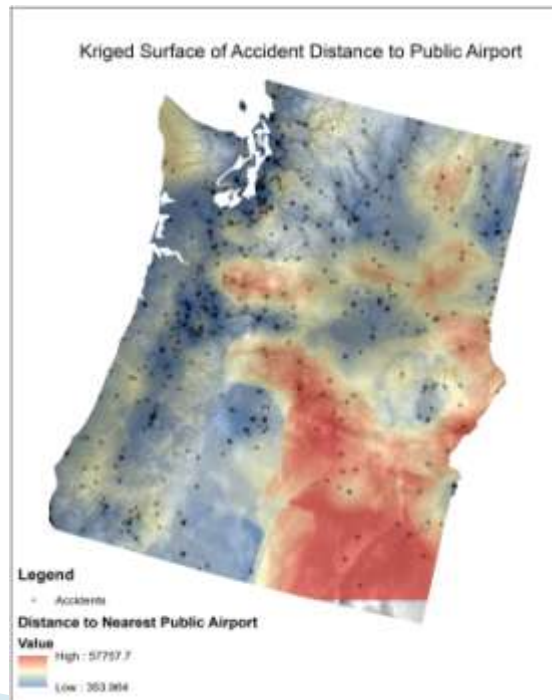 Kriged Surface of Accident Distance to Public Airport
Legend
Accidents
Distance to Nearest Public Airport
Value
High : 57757.7
Low : 353.964